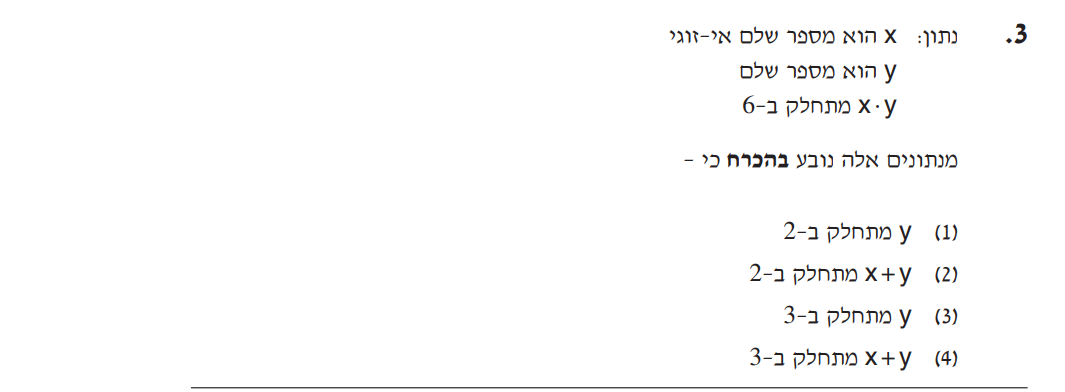 3. נתון: x הוא מספר שלם אי-זוגי
y הוא מספר שלם
x·y מתחלק ב-6
מנתונים אלה נובע בהכרח כי -
(1) y מתחלק ב-2
(2) x+y מתחלק ב-2
(3) y מתחלק ב-3
(4) x+y מתחלק ב-3